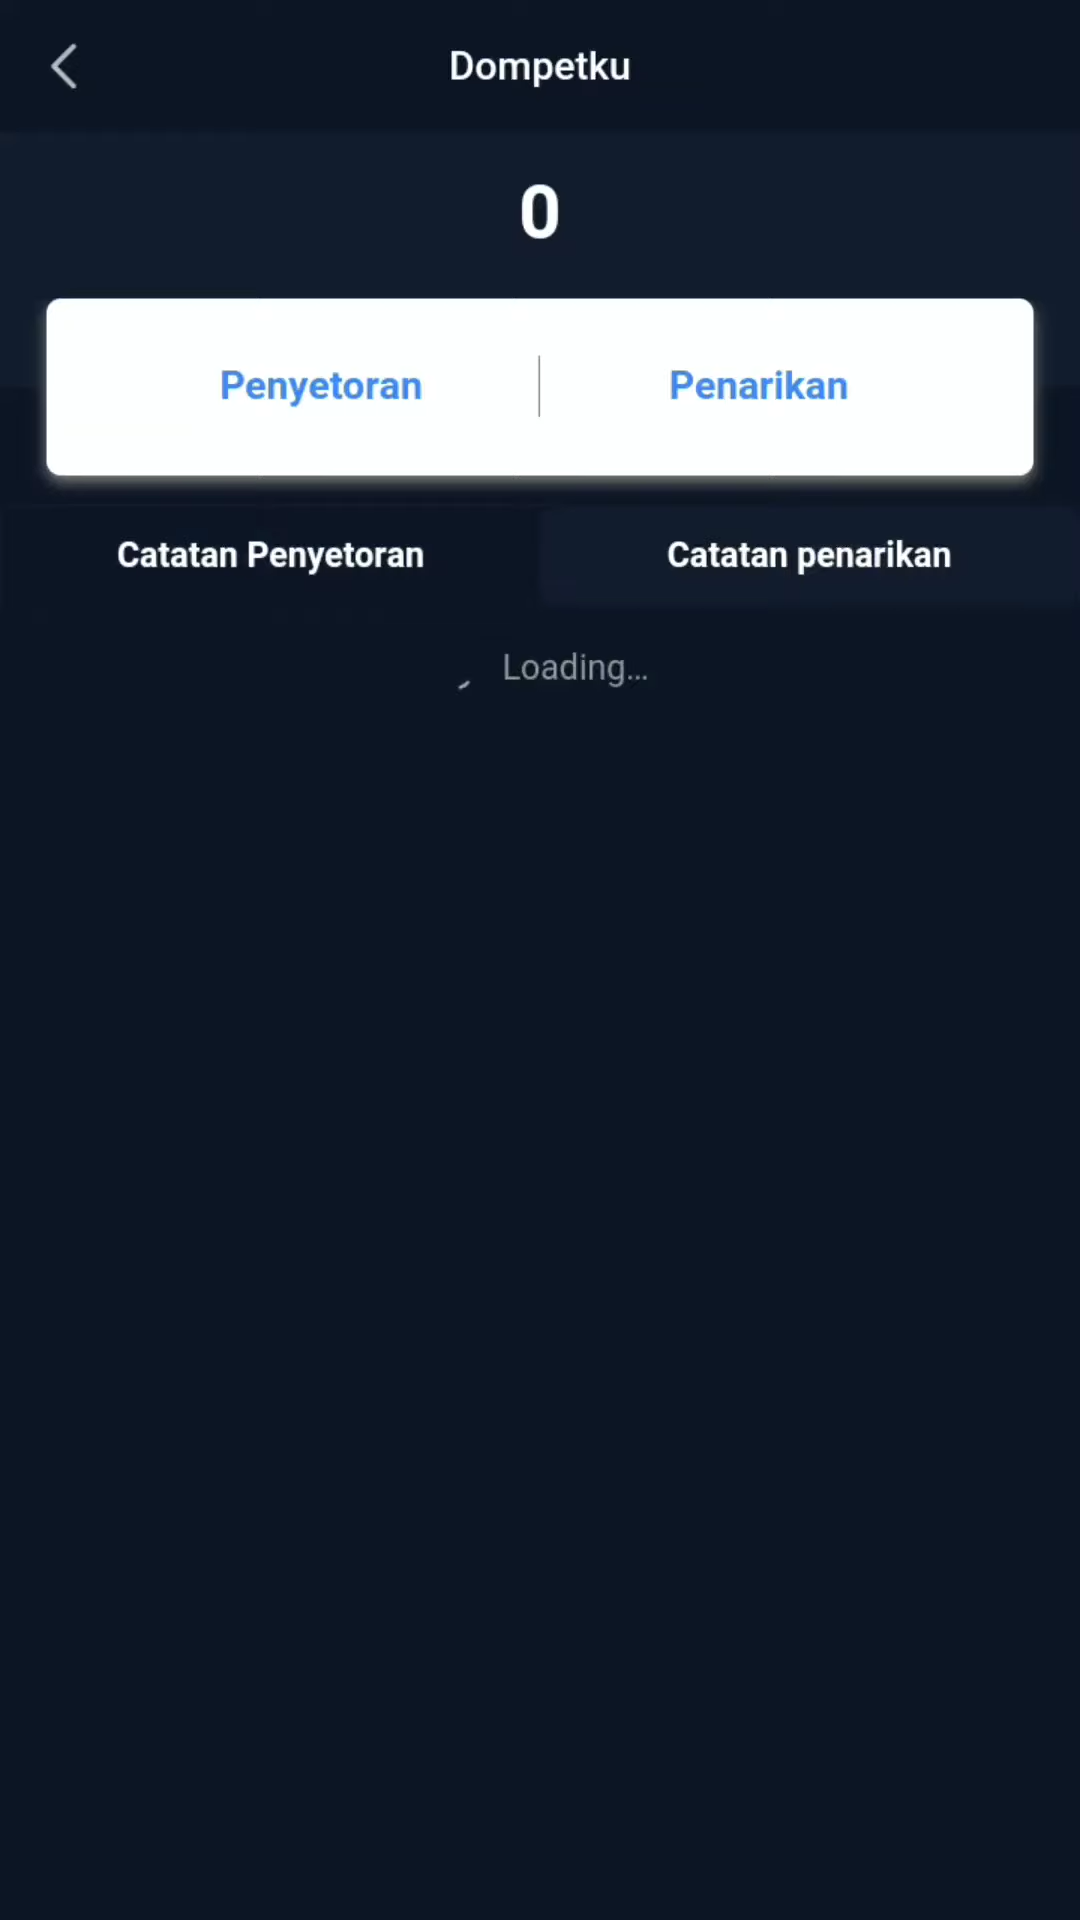 Dompetku
0
Penyetoran
Penarikan
Catatan Penyetoran
Catatan penarikan
Loading...